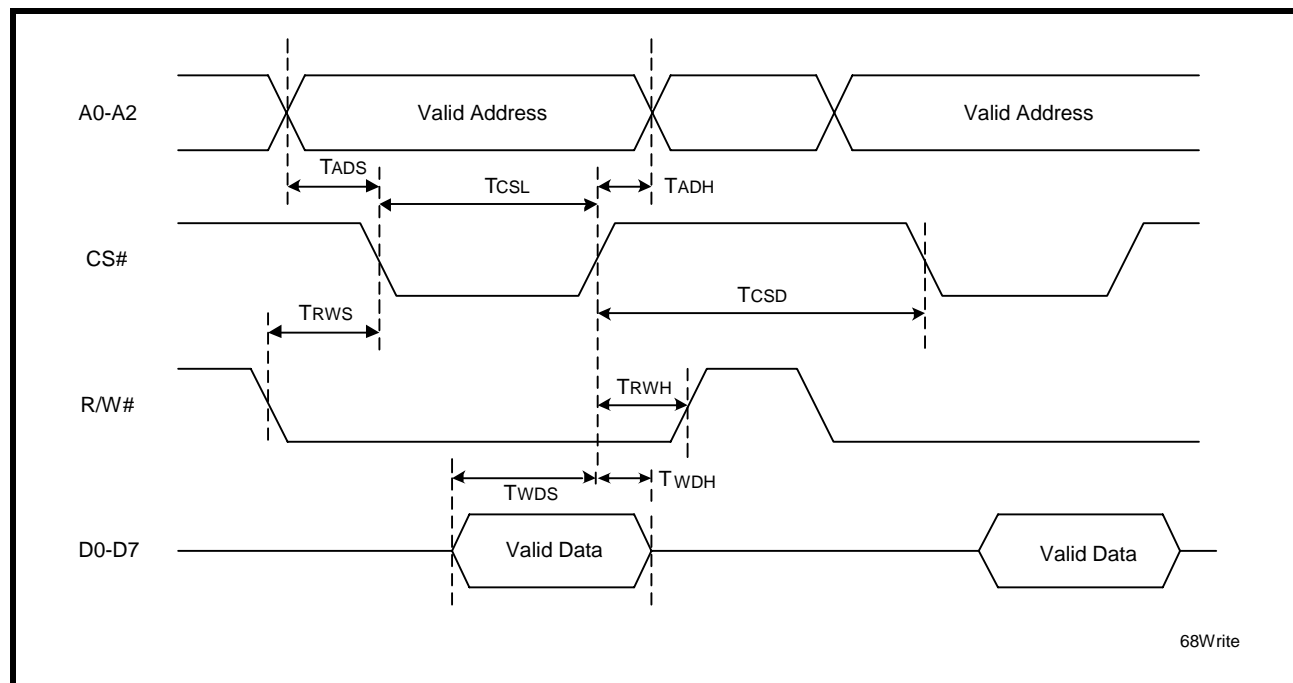 A0-A2
Valid Address
Valid Address
TADS
TCSL
TADH
CS#
TCSD
TRWS
R/W#
TRWH
TWDS
TWDH
D0-D7
Valid Data
Valid Data
68Write